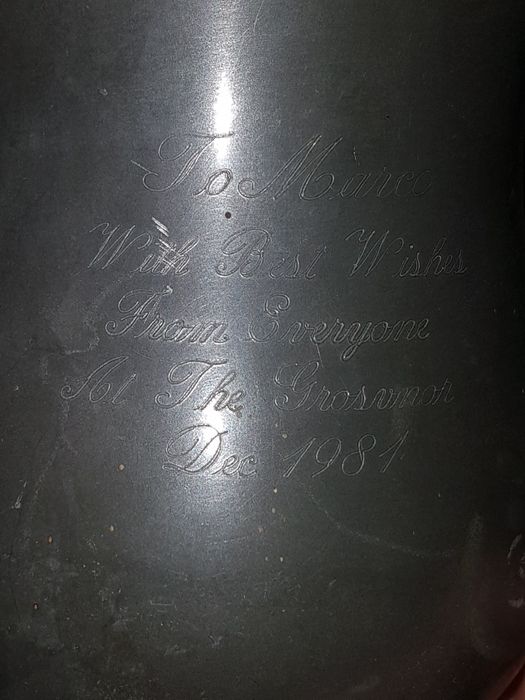 To Marco
With Best Wishes
From Everyone
At The Grosvenor
Dec 1981